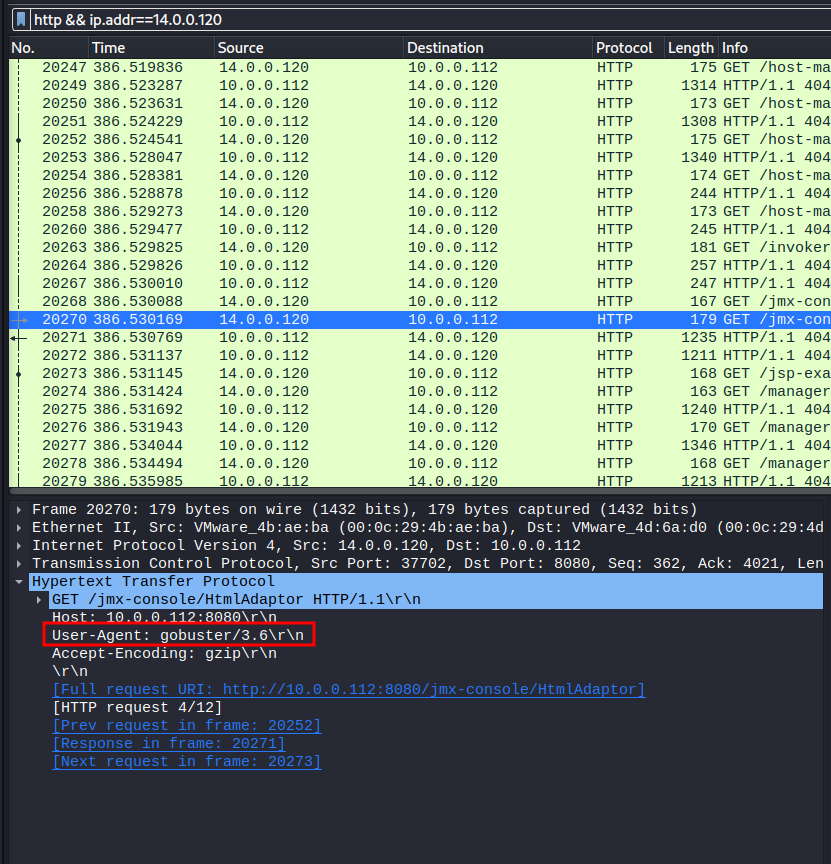 http && ip.addr==14.0.0.120
No. Time Source Destination Protocol Length Info
20247 386.519836 14.0.0.120 10.0.0.112 HTTP 175 GET /host-ma
20249 386.523287 10.0.0.112 14.0.0.120 HTTP 1314 HTTP/1.1 404
20250 386.523631 14.0.0.120 10.0.0.112 HTTP 173 GET /host-ma
20251 386.524229 10.0.0.112 14.0.0.120 HTTP 1308 HTTP/1.1 404
20252 386.524541 14.0.0.120 10.0.0.112 HTTP 175 GET /host-ma
20253 386.528047 10.0.0.112 14.0.0.120 HTTP 1340 HTTP/1.1 404
20254 386.528381 14.0.0.120 10.0.0.112 HTTP 174 GET /host-ma
20256 386.528878 10.0.0.112 14.0.0.120 HTTP 244 HTTP/1.1 404
20258 386.529273 14.0.0.120 10.0.0.112 HTTP 173 GET /host-ma
20260 386.529477 10.0.0.112 14.0.0.120 HTTP 245 HTTP/1.1 404
20263 386.529825 14.0.0.120 10.0.0.112 HTTP 181 GET /invoker
20264 386.529826 10.0.0.112 14.0.0.120 HTTP 257 HTTP/1.1 404
20267 386.530010 10.0.0.112 14.0.0.120 HTTP 247 HTTP/1.1 404
20268 386.530088 14.0.0.120 10.0.0.112 HTTP 167 GET /jmx-con
20270 386.530169 14.0.0.120 10.0.0.112 HTTP 179 GET /jmx-con
20271 386.530769 10.0.0.112 14.0.0.120 HTTP 1235 HTTP/1.1 404
20272 386.531137 10.0.0.112 14.0.0.120 HTTP 1211 HTTP/1.1 404
20273 386.531145 14.0.0.120 10.0.0.112 HTTP 168 GET /jsp-exa
20274 386.531424 14.0.0.120 10.0.0.112 HTTP 163 GET /manager
20275 386.531692 10.0.0.112 14.0.0.120 HTTP 1240 HTTP/1.1 404
20276 386.531943 14.0.0.120 10.0.0.112 HTTP 170 GET /manager
20277 386.534044 10.0.0.112 14.0.0.120 HTTP 1346 HTTP/1.1 404
20278 386.534494 14.0.0.120 10.0.0.112 HTTP 168 GET /manager
20279 386.535985 10.0.0.112 14.0.0.120 HTTP 1213 HTTP/1.1 404
Frame 20270: 179 bytes on wire (1432 bits), 179 bytes captured (1432 bits)
Ethernet II, Src: VMware_4b:ae:ba (00:0c:29:4b:ae:ba), Dst: VMware_4d:6a:d0 (00:0c:29:4d
Internet Protocol Version 4, Src: 14.0.0.120, Dst: 10.0.0.112
Transmission Control Protocol, Src Port: 37702, Dst Port: 8080, Seq: 362, Ack: 4021, Len
Hypertext Transfer Protocol
GET /jmx-console/HtmlAdaptor HTTP/1.1\r\n
Host: 10.0.0.112:8080\r\n
User-Agent: gobuster/3.6\r\n
Accept-Encoding: gzip\r\n
\r\n
[Full request URI: http://10.0.0.112:8080/jmx-console/HtmlAdaptor]
[HTTP request 4/12]
[Prev request in frame: 20252]
[Response in frame: 20271]
[Next request in frame: 20273]